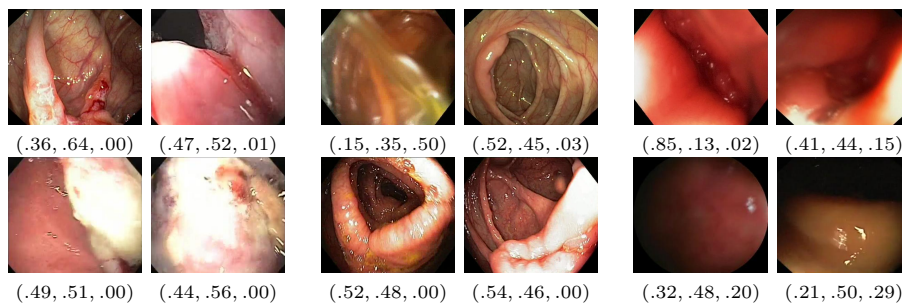 (.36, .64, .00) (.47, .52, .01) (.15, .35, .50) (.52, .45, .03) (.85, .13, .02) (.41, .44, .15)
(.49, .51, .00) (.44, .56, .00) (.52, .48, .00) (.54, .46, .00) (.32, .48, .20) (.21, .50, .29)